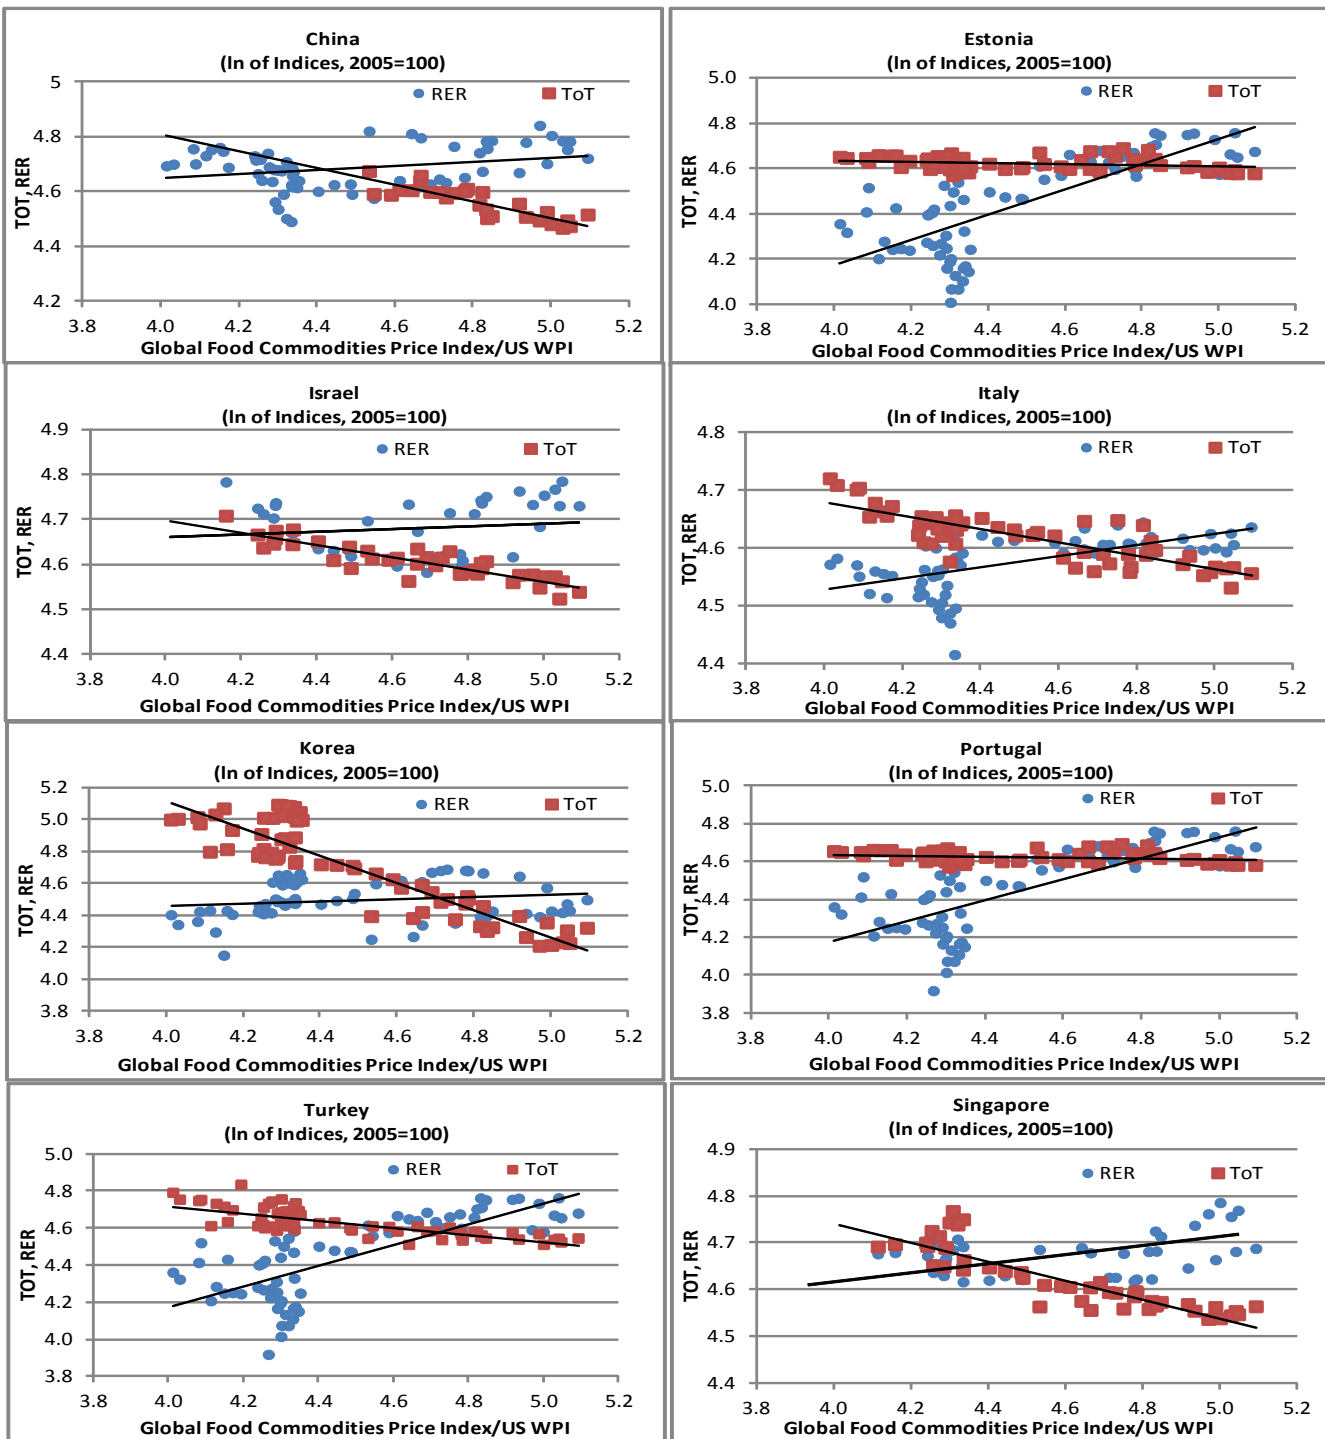 China
(ln of Indices, 2005=100)
RER ToT
5
4.8
4.6
4.4
4.2
TOT, RER
3.8 4.0 4.2 4.4 4.6 4.8 5.0 5.2
Global Food Commodities Price Index/US WPI
Estonia
(ln of Indices, 2005=100)
RER ToT
5.0
4.8
4.6
4.4
4.2
4.0
TOT, RER
3.8 4.0 4.2 4.4 4.6 4.8 5.0 5.2
Global Food Commodities Price Index/US WPI
Israel
(ln of Indices, 2005=100)
RER ToT
4.9
4.8
4.7
4.6
4.5
4.4
TOT, RER
3.8 4.0 4.2 4.4 4.6 4.8 5.0 5.2
Global Food Commodities Price Index/US WPI
Italy
(ln of Indices, 2005=100)
RER ToT
4.8
4.7
4.6
4.5
4.4
TOT, RER
3.8 4.0 4.2 4.4 4.6 4.8 5.0 5.2
Global Food Commodities Price Index/US WPI
Korea
(ln of Indices, 2005=100)
RER ToT
5.2
5.0
4.8
4.6
4.4
4.2
4.0
3.8
TOT, RER
3.8 4.0 4.2 4.4 4.6 4.8 5.0 5.2
Global Food Commodities Price Index/US WPI
Portugal
(ln of Indices, 2005=100)
RER ToT
5.0
4.8
4.6
4.4
4.2
4.0
3.8
TOT, RER
3.8 4.0 4.2 4.4 4.6 4.8 5.0 5.2
Global Food Commodities Price Index/US WPI
Turkey
(ln of Indices, 2005=100)
RER ToT
5.0
4.8
4.6
4.4
4.2
4.0
3.8
TOT, RER
3.8 4.0 4.2 4.4 4.6 4.8 5.0 5.2
Global Food Commodities Price Index/US WPI
Singapore
(ln of Indices, 2005=100)
RER ToT
4.9
4.8
4.7
4.6
4.5
4.4
TOT, RER
3.8 4.0 4.2 4.4 4.6 4.8 5.0 5.2
Global Food Commodities Price Index/US WPI